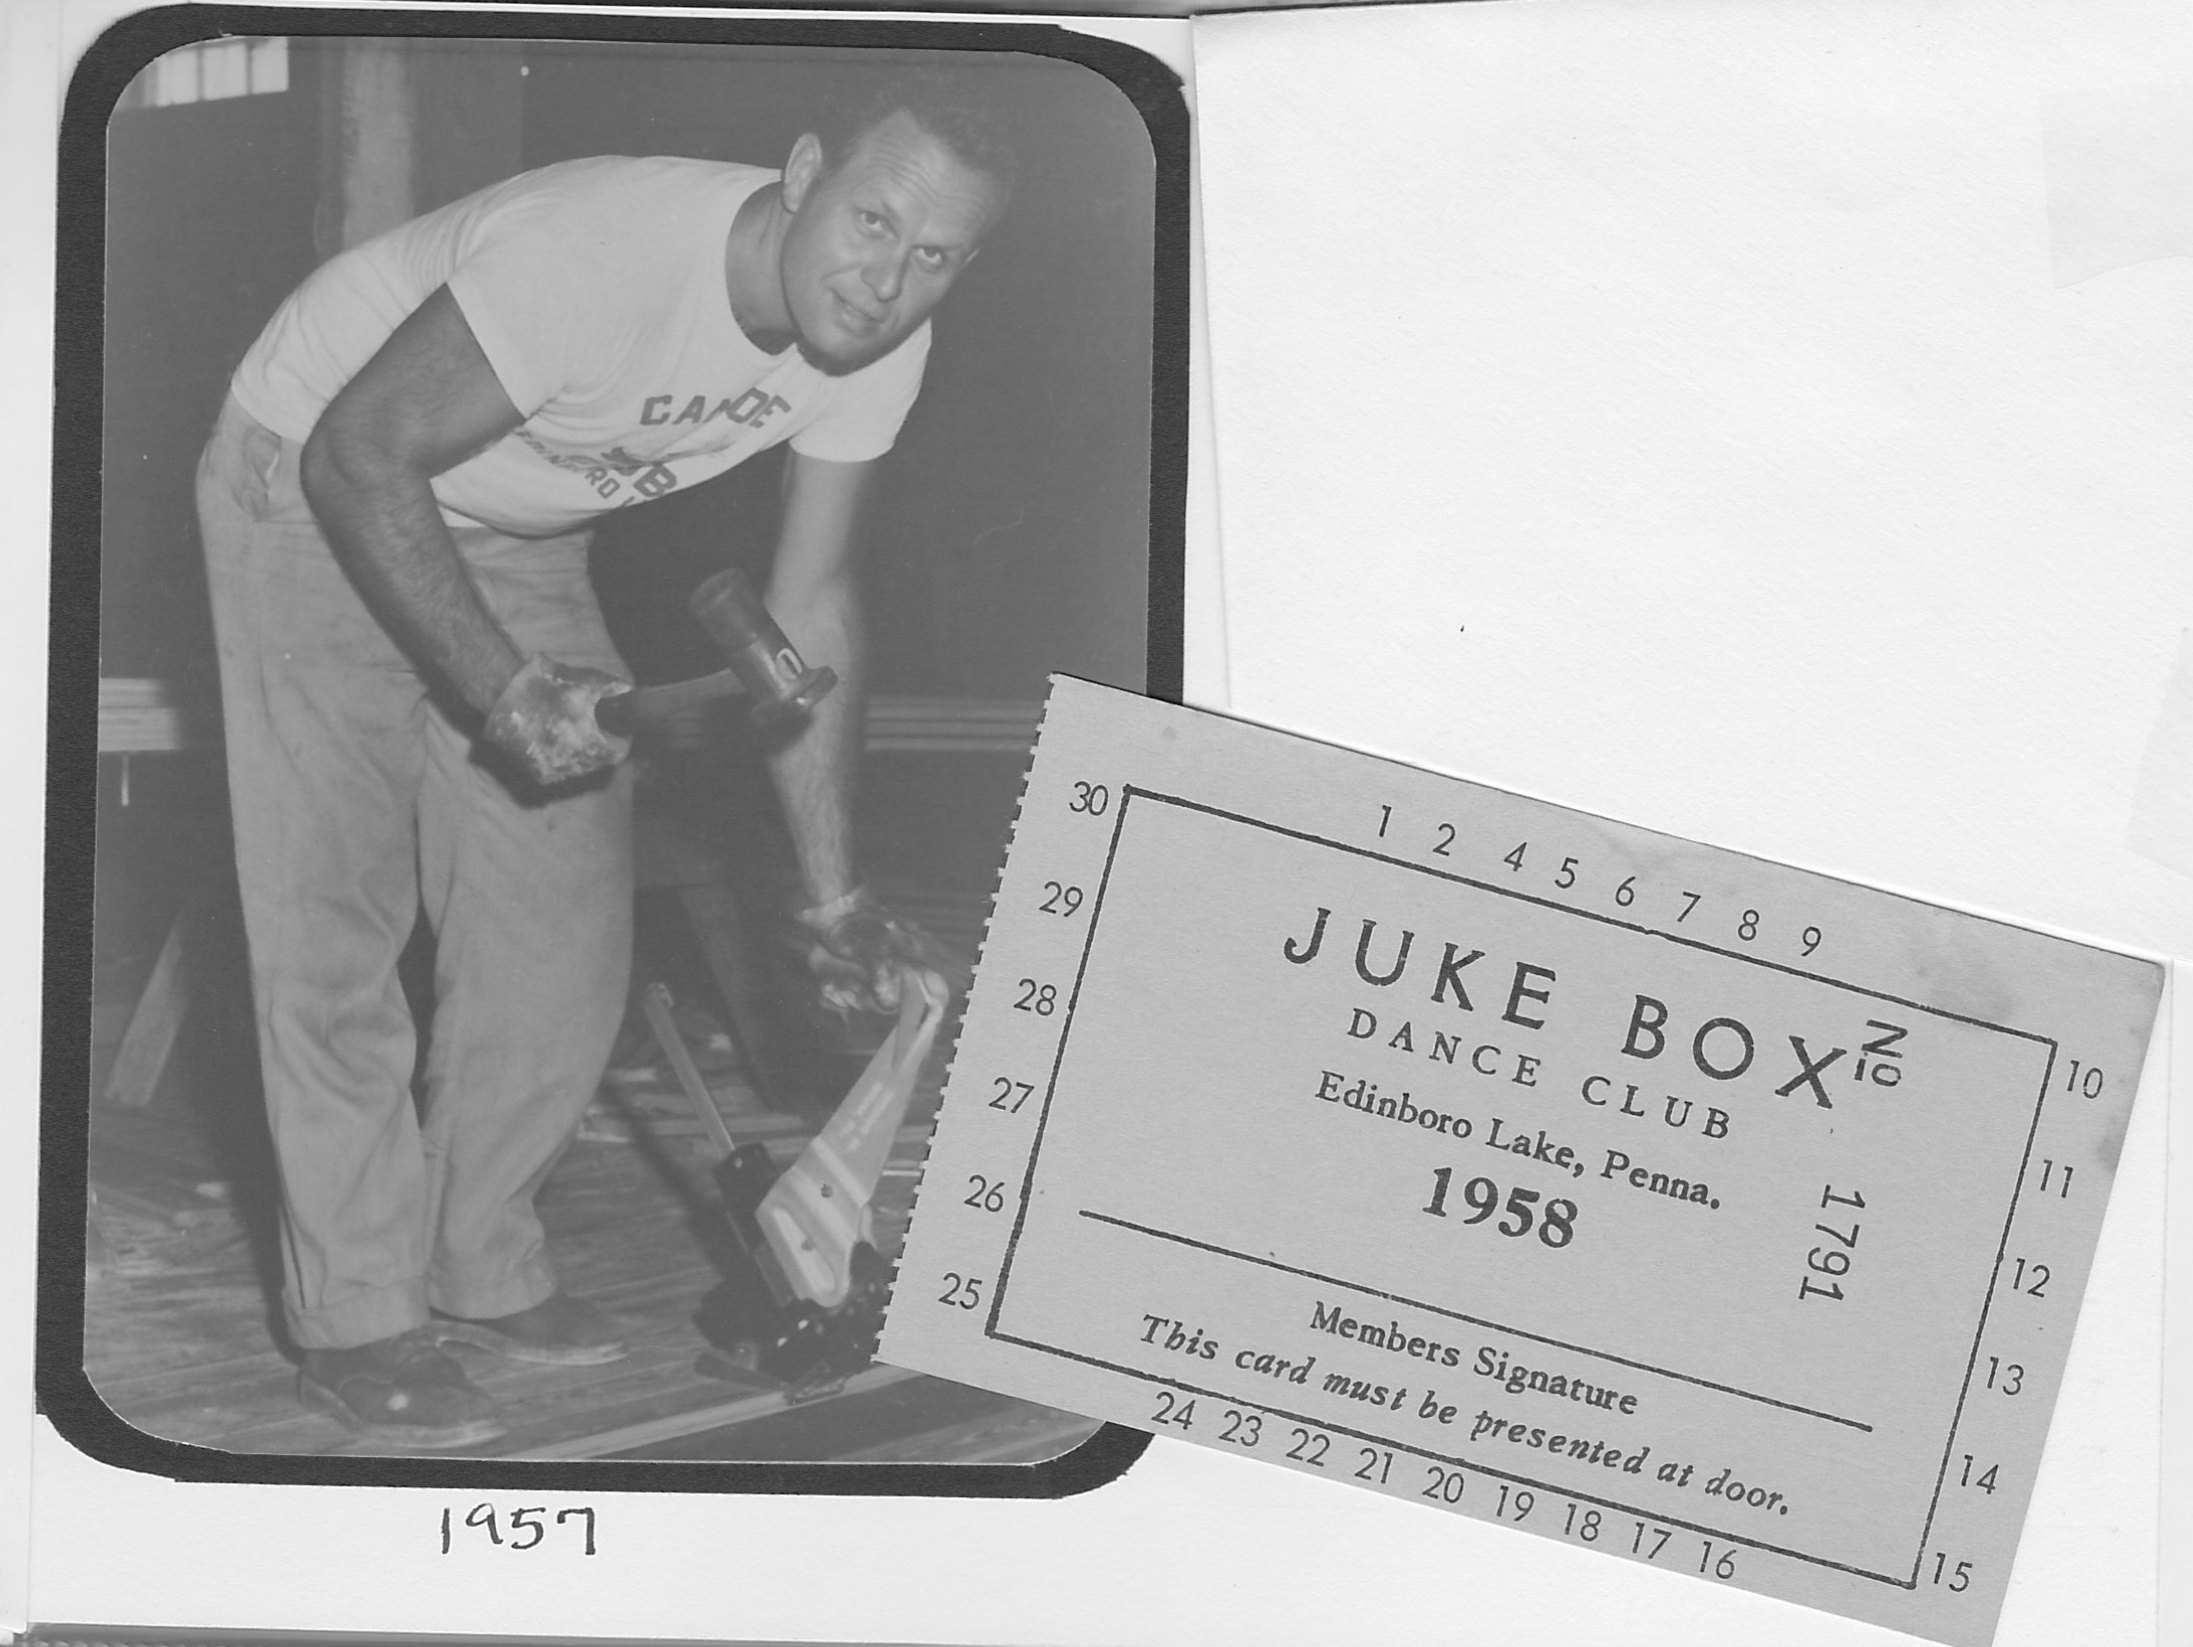 CANOE
EDINBORO
1957
30 1 2 4 5 6 7 8 9
29
28
27
26
25
JUKE BOX
DANCE CLUB
Edinboro Lake, Penna.
1958
No 1791
Members Signature
This card must be presented at door.
10
11
12
13
14
15
24 23 22 21 20 19 18 17 16